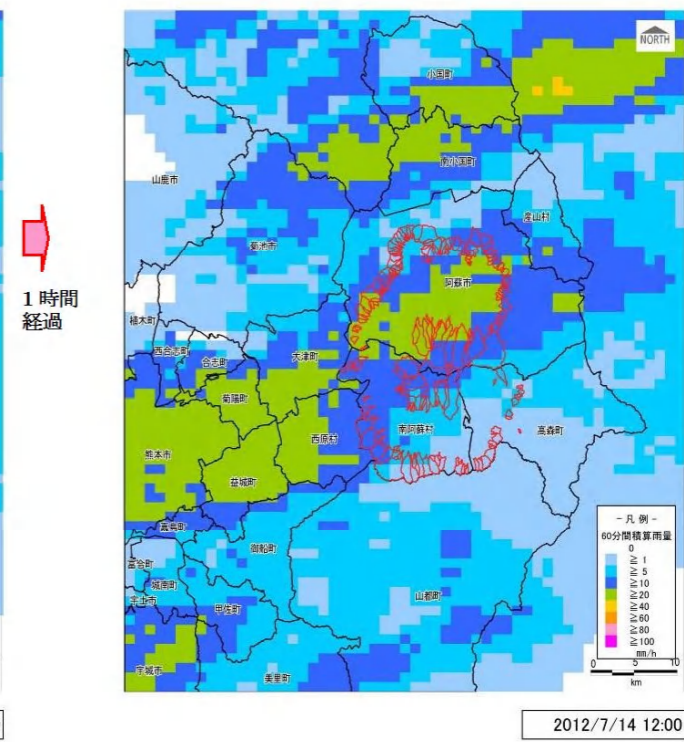 NORTH
小国町
南小国町
山鹿市
産山村
菊池市
1時間
経過
阿蘇市
植木町
西合志町
合志町
大津町
菊陽町
南阿蘇村
高森町
西原村
熊本市
益城町
嘉島町
御船町
富合町
城南町
宇土市
甲佐町
山都町
宇城市
美里町
- 凡 例 -
60分間積算雨量
0
≧ 1
≧ 5
≧ 10
≧ 20
≧ 40
≧ 60
≧ 80
≧ 100
mm/h
0 5 10
km
2012/7/14 12:00